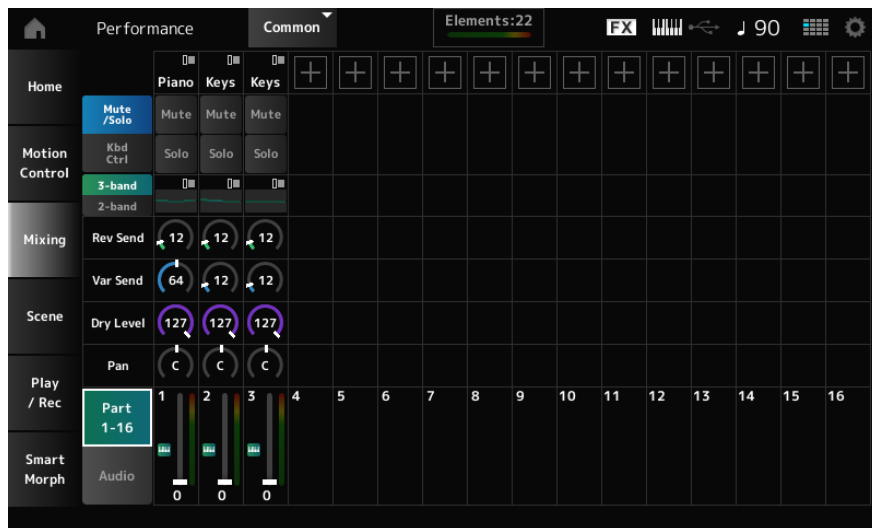 Performance Common Elements:22 FX 90
Home
Piano Keys Keys
Mute
/Solo
Mute Mute Mute
Kbd
Ctrl
Solo Solo Solo
Motion
Control
3-band
2-band
Mixing
Rev Send 12 12 12
Var Send 64 12 12
Scene
Dry Level 127 127 127
Pan C C C
Play
/ Rec
Part
1-16
1 2 3 4 5 6 7 8 9 10 11 12 13 14 15 16
Smart
Morph
Audio
0 0 0